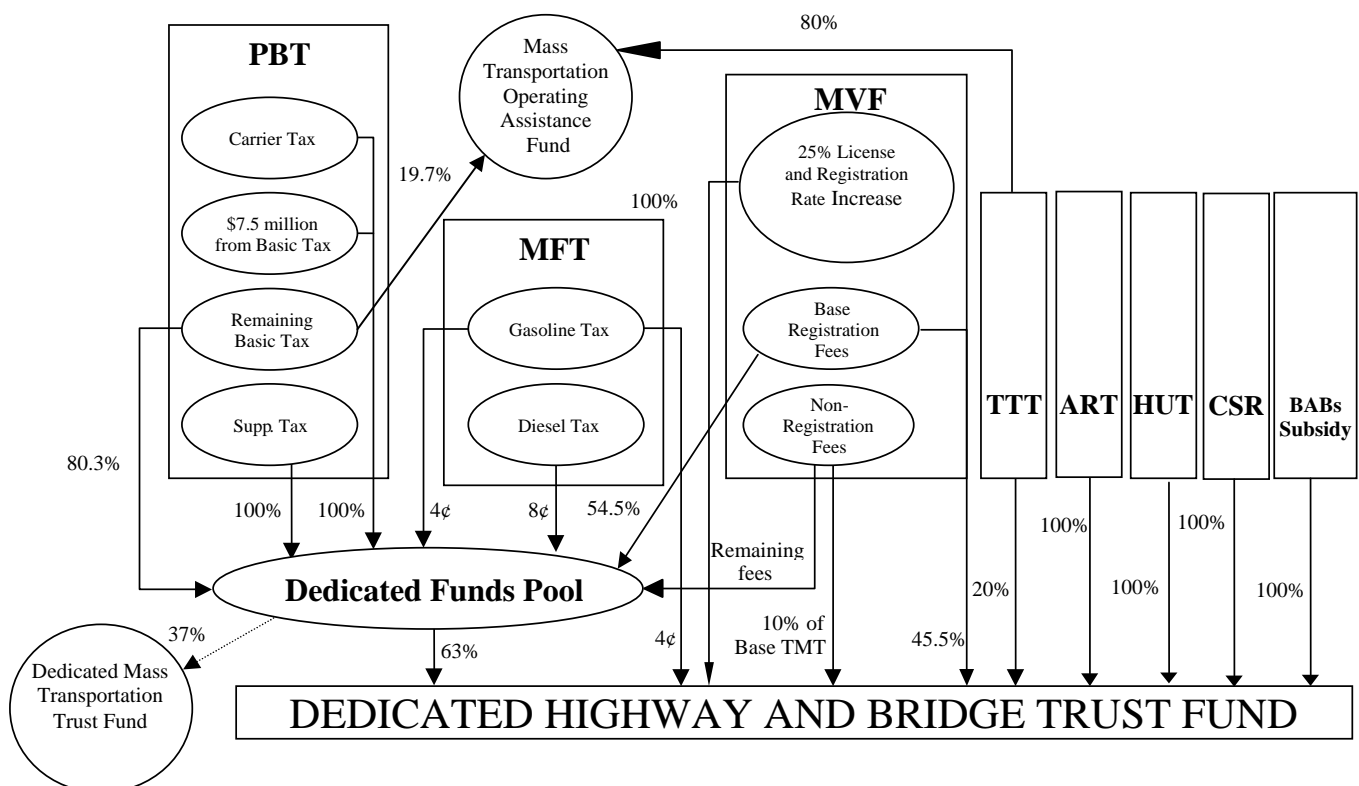 80%
PBT
Mass
Transportation
Operating
Assistance
Fund
MVF
Carrier Tax
25% License
and Registration
Rate Increase
19.7%
100%
$7.5 million
from Basic Tax
MFT
Remaining
Basic Tax
Gasoline Tax
Base
Registration
Fees
Supp. Tax
Diesel Tax
Non-
Registration
Fees
TTT
ART
HUT
CSR
BABs
Subsidy
80.3%
100%
100%
4¢
8¢
54.5%
100%
100%
Remaining
fees
Dedicated Funds Pool
20%
100%
100%
37%
63%
4¢
10% of
Base TMT
45.5%
Dedicated Mass
Transportation
Trust Fund
DEDICATED HIGHWAY AND BRIDGE TRUST FUND